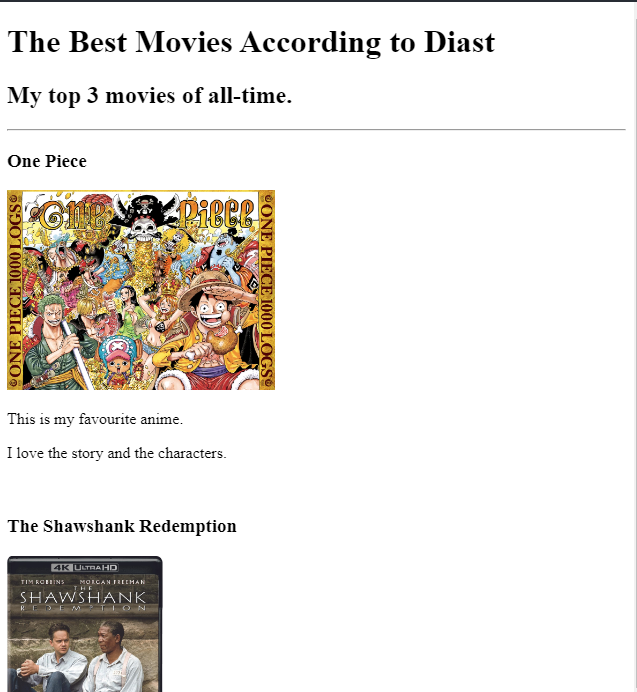 The Best Movies According to Diast
My top 3 movies of all-time.
One Piece
ONE PIECE
ONE PIECE 1000 LOGS
ONE PIECE 1000 LOGS
This is my favourite anime.
I love the story and the characters.
The Shawshank Redemption
4K ULTRA HD
TIM ROBBINS MORGAN FREEMAN
THE
SHAWSHANK
REDEMPTION